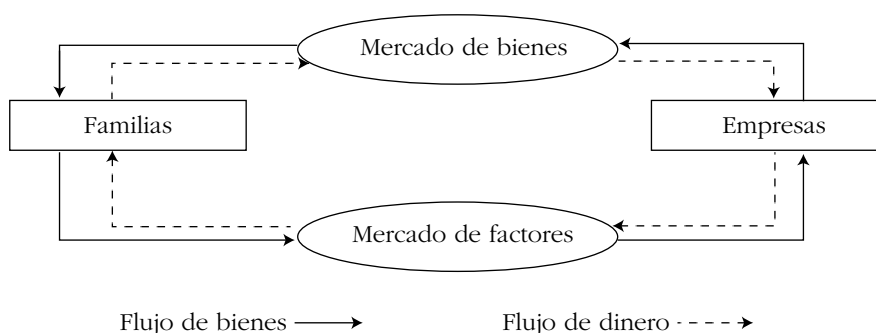 Mercado de bienes
Familias
Empresas
Mercado de factores
Flujo de bienes
Flujo de dinero